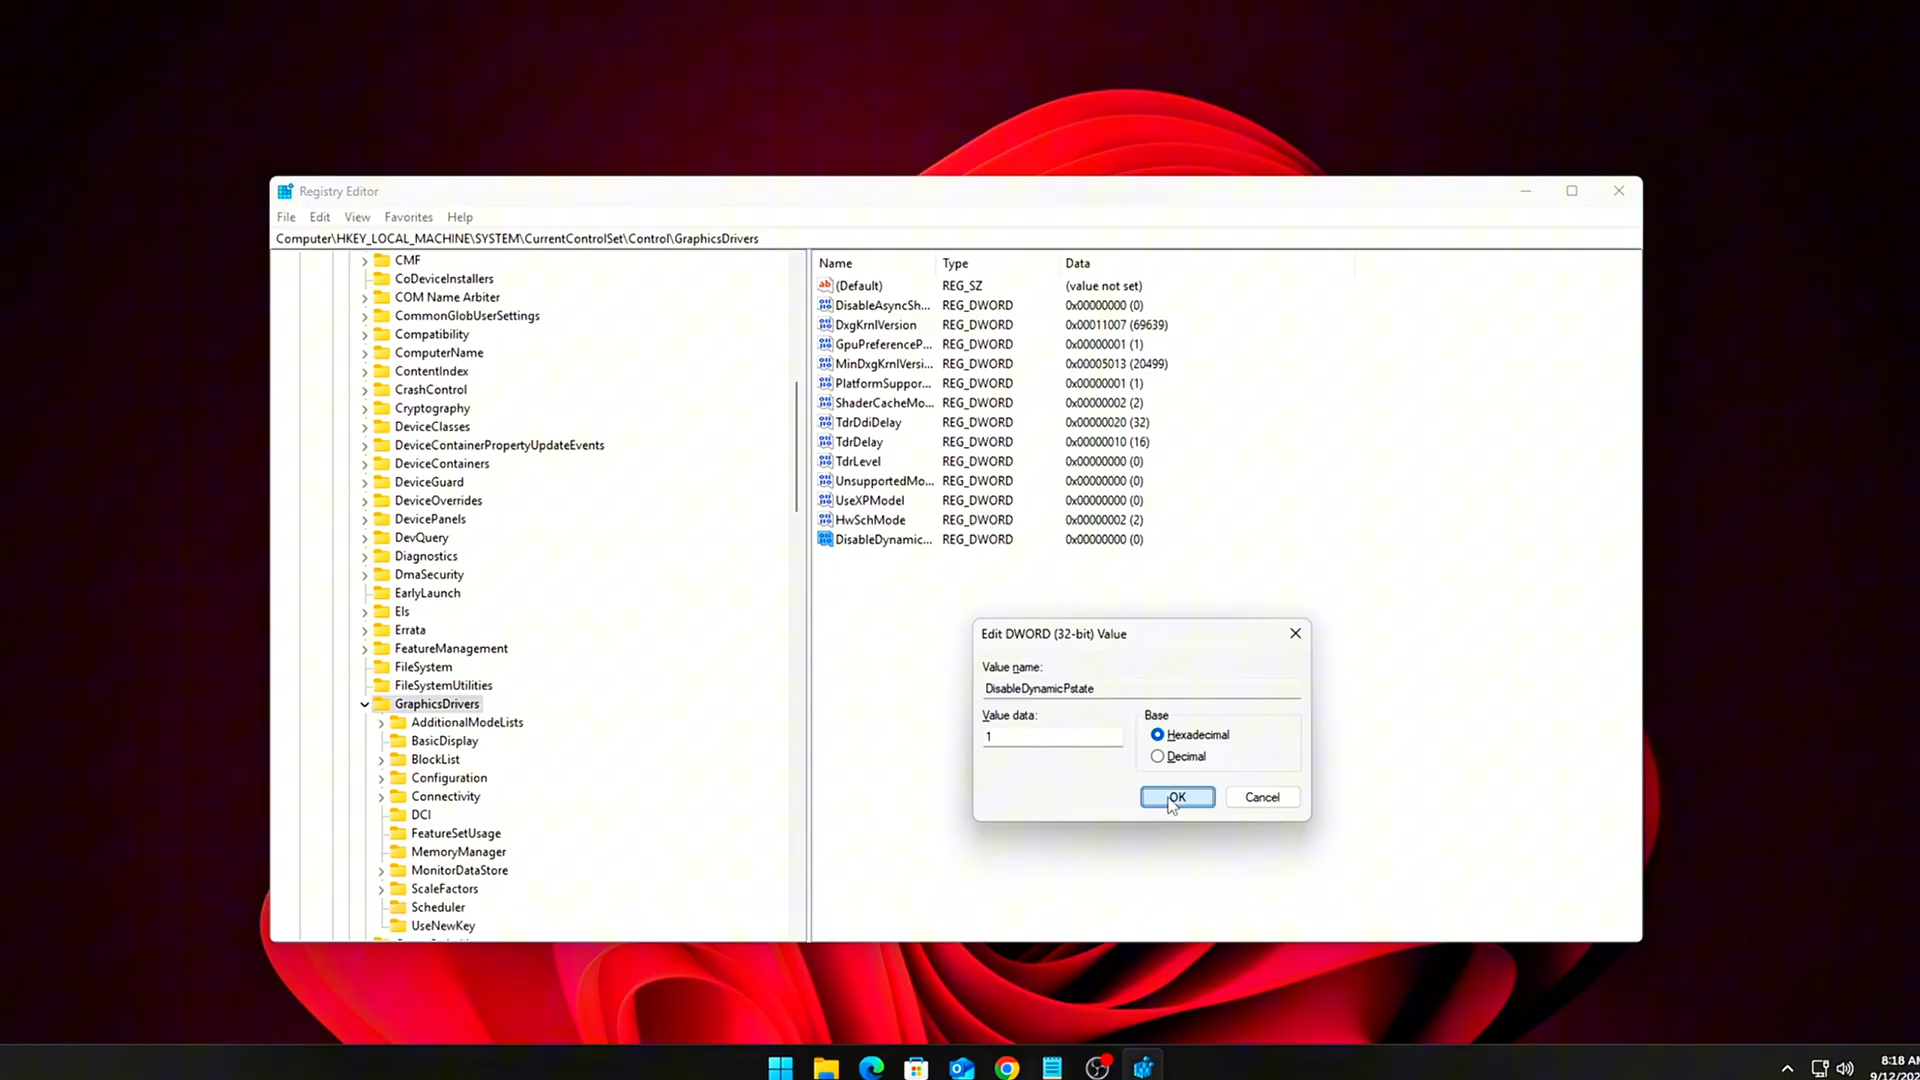 Registry Editor
File Edit View Favorites Help
Computer\HKEY_LOCAL_MACHINE\SYSTEM\CurrentControlSet\Control\GraphicsDrivers
CMF
CoDeviceInstallers
COM Name Arbiter
CommonGlobUserSettings
Compatibility
ComputerName
ContentIndex
CrashControl
Cryptography
DeviceClasses
DeviceContainerPropertyUpdateEvents
DeviceContainers
DeviceGuard
DeviceOverrides
DevicePanels
DevQuery
Diagnostics
DmaSecurity
EarlyLaunch
Els
Errata
FeatureManagement
FileSystem
FileSystemUtilities
GraphicsDrivers
AdditionalModeLists
BasicDisplay
BlockList
Configuration
Connectivity
DCI
FeatureSetUsage
MemoryManager
MonitorDataStore
ScaleFactors
Scheduler
UseNewKey
Name Type Data
(Default) REG_SZ (value not set)
DisableAsyncSh... REG_DWORD 0x00000000 (0)
DxgKrnlVersion REG_DWORD 0x00011007 (69639)
GpuPreferenceP... REG_DWORD 0x00000001 (1)
MinDxgKrnlVersi... REG_DWORD 0x00005013 (20499)
PlatformSuppor... REG_DWORD 0x00000001 (1)
ShaderCacheMo... REG_DWORD 0x00000002 (2)
TdrDdiDelay REG_DWORD 0x00000020 (32)
TdrDelay REG_DWORD 0x00000010 (16)
TdrLevel REG_DWORD 0x00000000 (0)
UnsupportedMo... REG_DWORD 0x00000000 (0)
UseXPModel REG_DWORD 0x00000000 (0)
HwSchMode REG_DWORD 0x00000002 (2)
DisableDynamic... REG_DWORD 0x00000000 (0)
Edit DWORD (32-bit) Value
Value name:
DisableDynamicPstate
Value data:
1
Base
Hexadecimal
Decimal
OK Cancel
8:18 AM
9/12/202